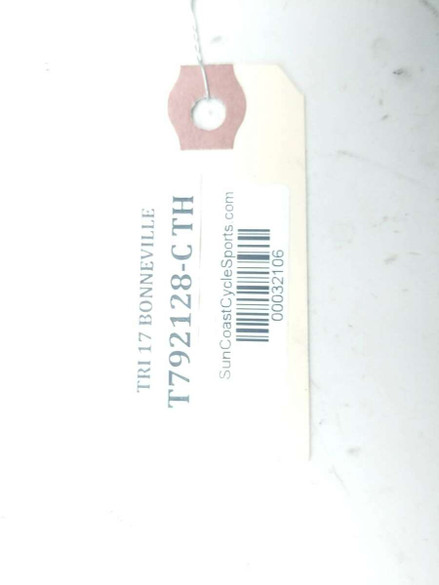 TRI 17 BONNEVILLE
T792128-C TH
SunCoastCycleSports.com
00032106